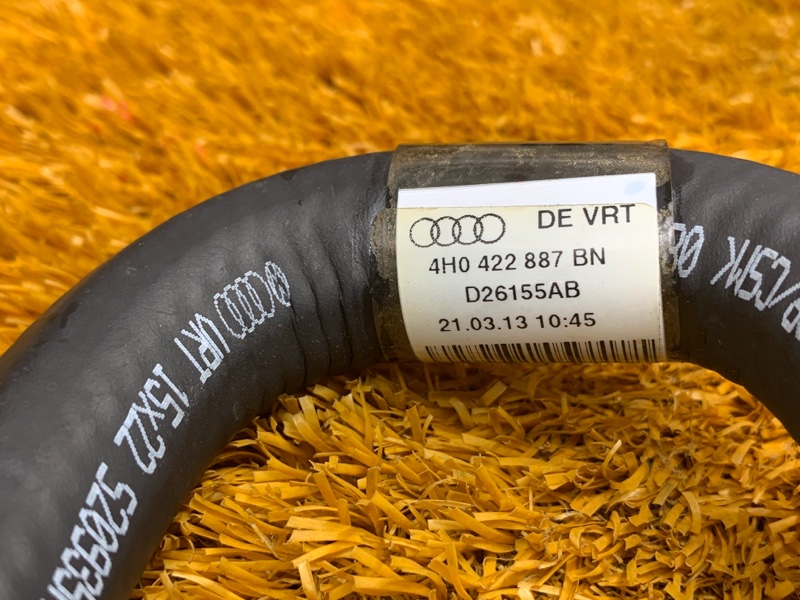 DE VRT
4H0 422 887 BN
D26155AB
21.03.13 10:45
VRT 15x22